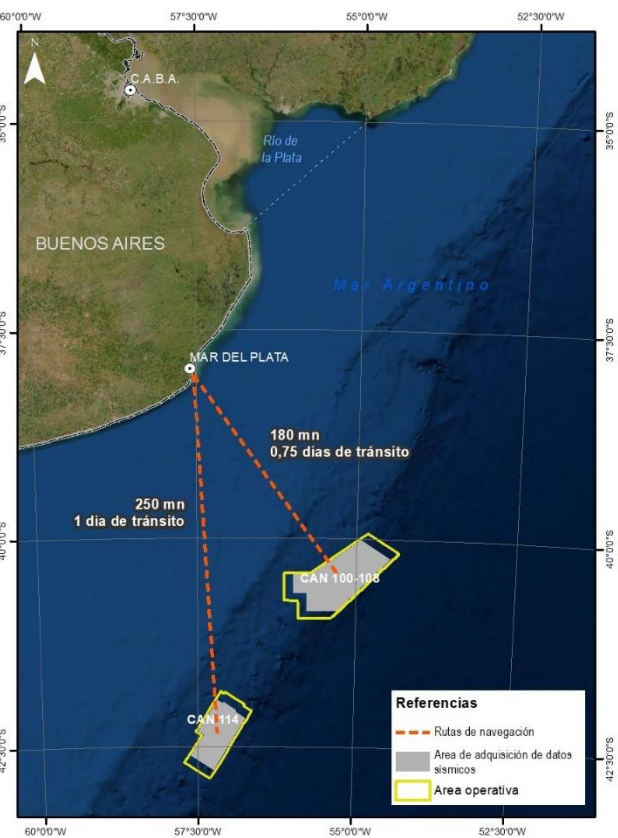 60°0'0"W
57°30'0"W
55°0'0"W
52°30'0"W
N
C.A.B.A.
35°0'0"S
35°0'0"S
Río de
la Plata
BUENOS AIRES
Mar Argentino
37°30'0"S
37°30'0"S
MAR DEL PLATA
180 mn
0,75 dias de tránsito
250 mn
1 dia de tránsito
40°0'0"S
40°0'0"S
CAN 100-108
CAN 114
Referencias
Rutas de navegación
Area de adquisición de datos
sísmicos
Area operativa
42°30'0"S
42°30'0"S
60°0'0"W
57°30'0"W
55°0'0"W
52°30'0"W